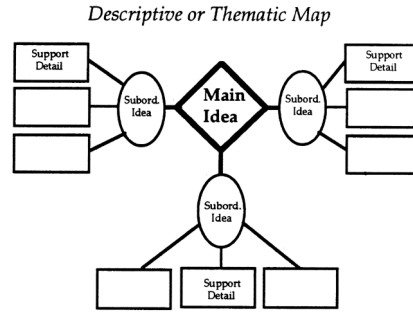 Descriptive or Thematic Map
Support
Detail
Subord.
Idea
Main
Idea
Subord.
Idea
Support
Detail
Subord.
Idea
Support
Detail